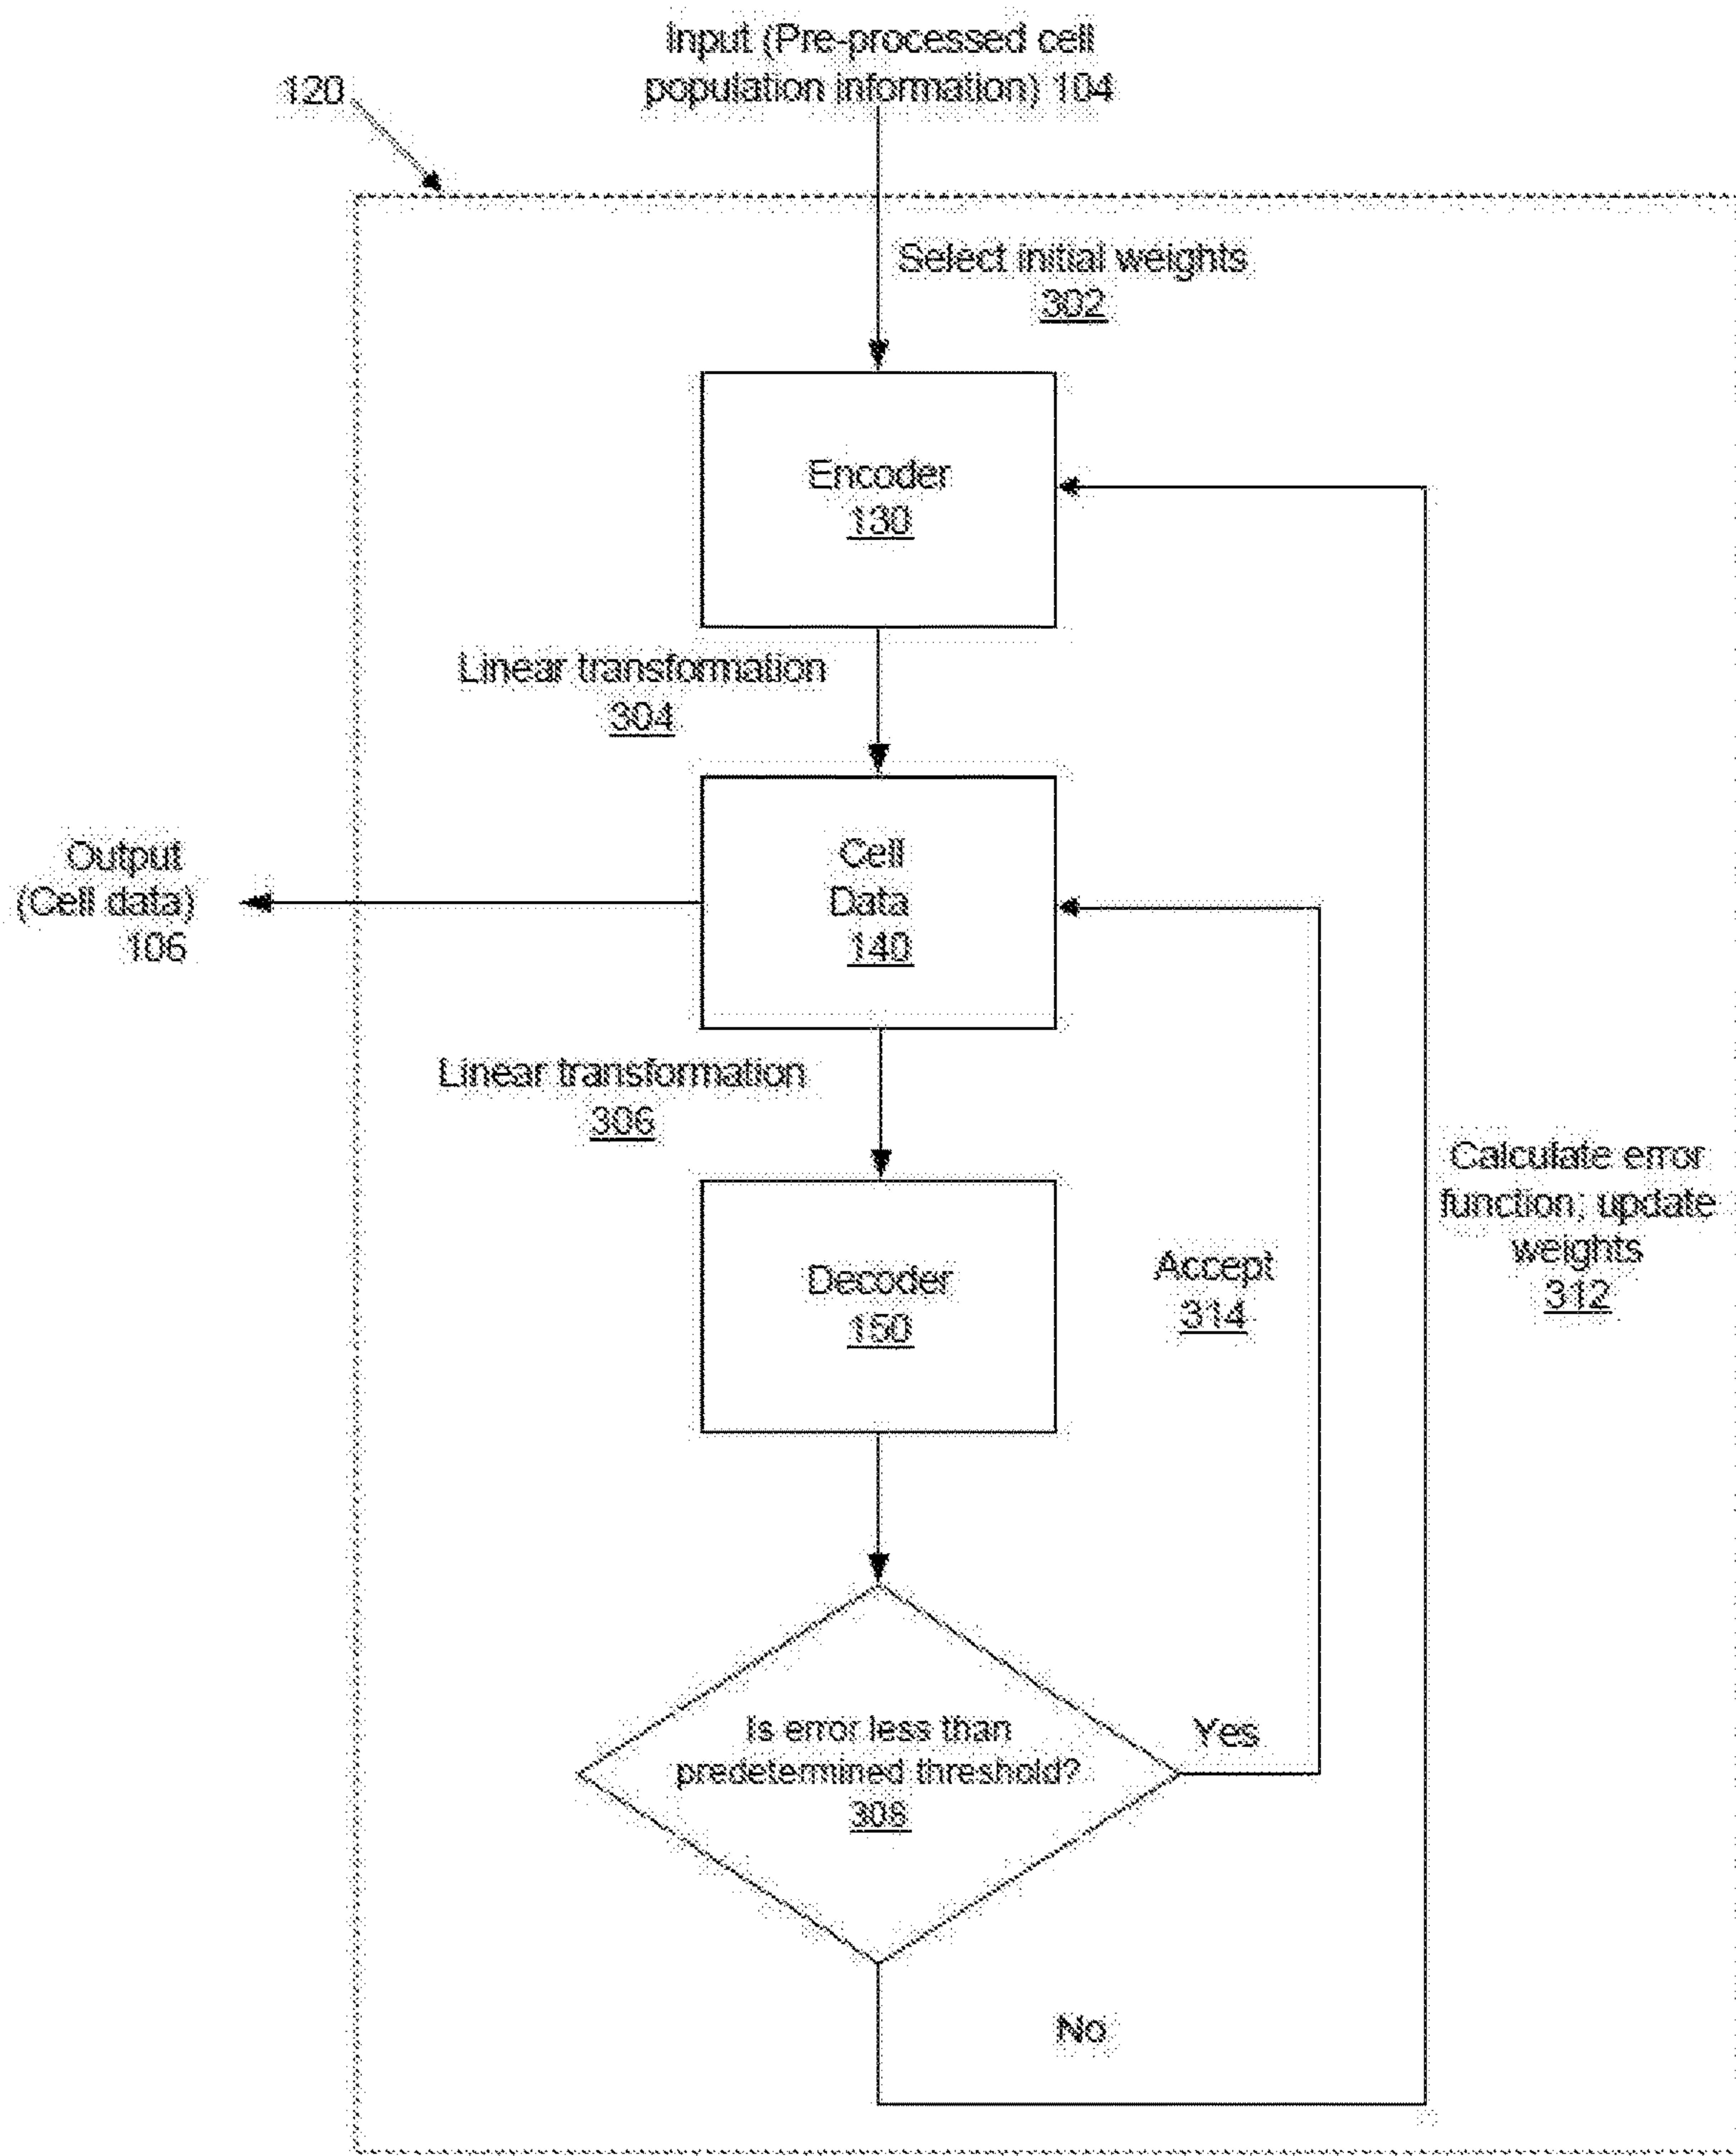 Input (Pre-processed cell
population information) 104
120
Select initial weights
302
Encoder
130
Linear transformation
304
Cell
Data
140
Output
(Cell data)
106
Linear transformation
306
Decoder
150
Accept
314
Calculate error
function; update
weights
312
Is error less than
predetermined threshold?
308
Yes
No